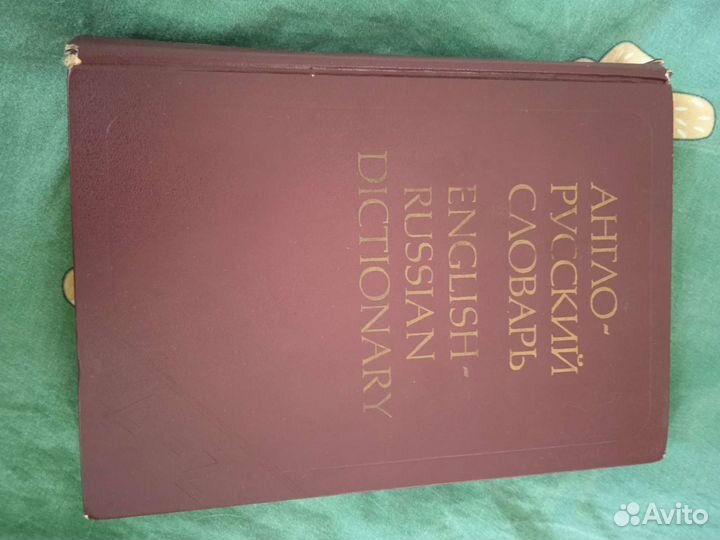 АНГЛО-
РУССКИЙ
СЛОВАРЬ
ENGLISH-
RUSSIAN
DICTIONARY
Avito